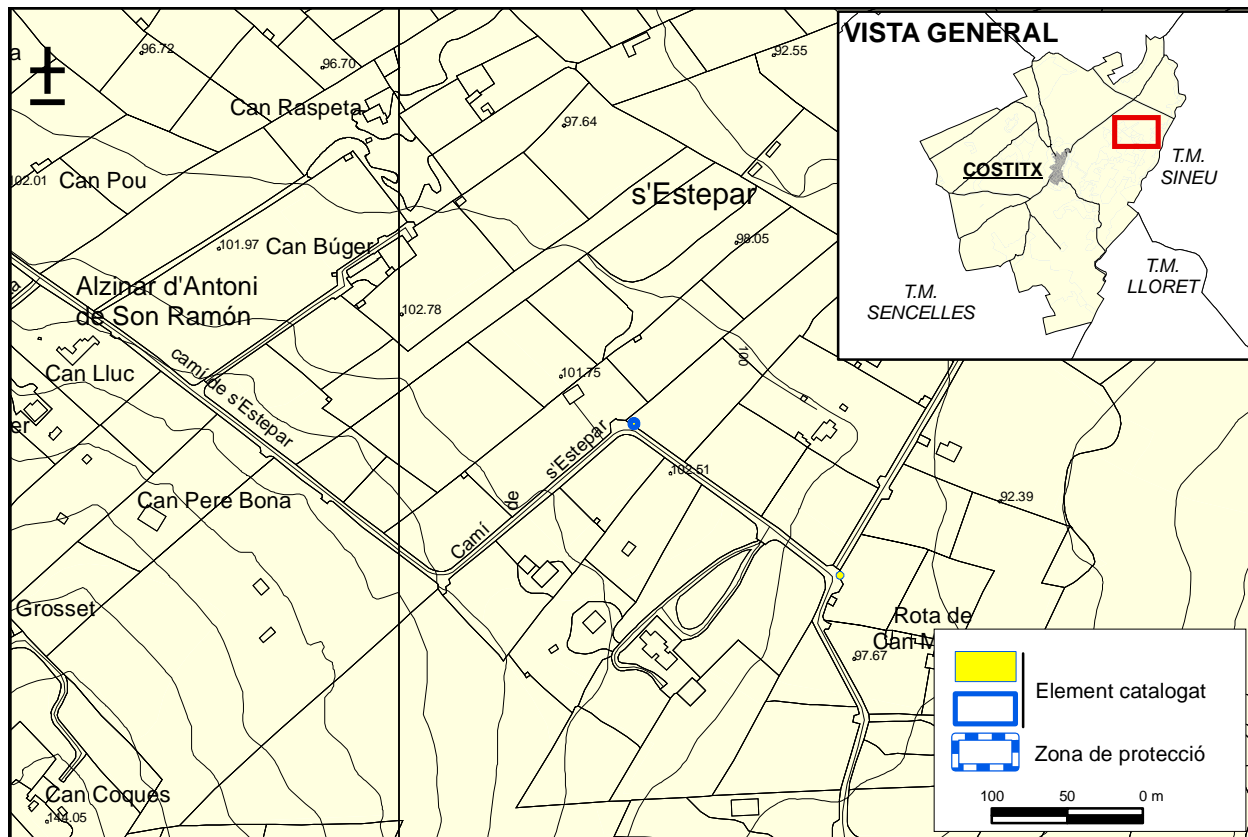 VISTA GENERAL
COSTITX
T.M.
SINEU
T.M.
LLORET
T.M.
SENCELLES
96.72
96.70
92.55
Can Raspeta
97.64
102.01
Can Pou
s'Estepar
101.97
Can Búger
98.05
Alzinar d'Antoni
de Son Ramón
102.78
camí de s'Estepar
Can Lluc
101.75
100
er
Camí de s'Estepar
102.51
Can Pere Bona
92.39
Grosset
Rota de
Can M
97.67
Can Coques
144.05
Element catalogat
Zona de protecció
100 50 0 m